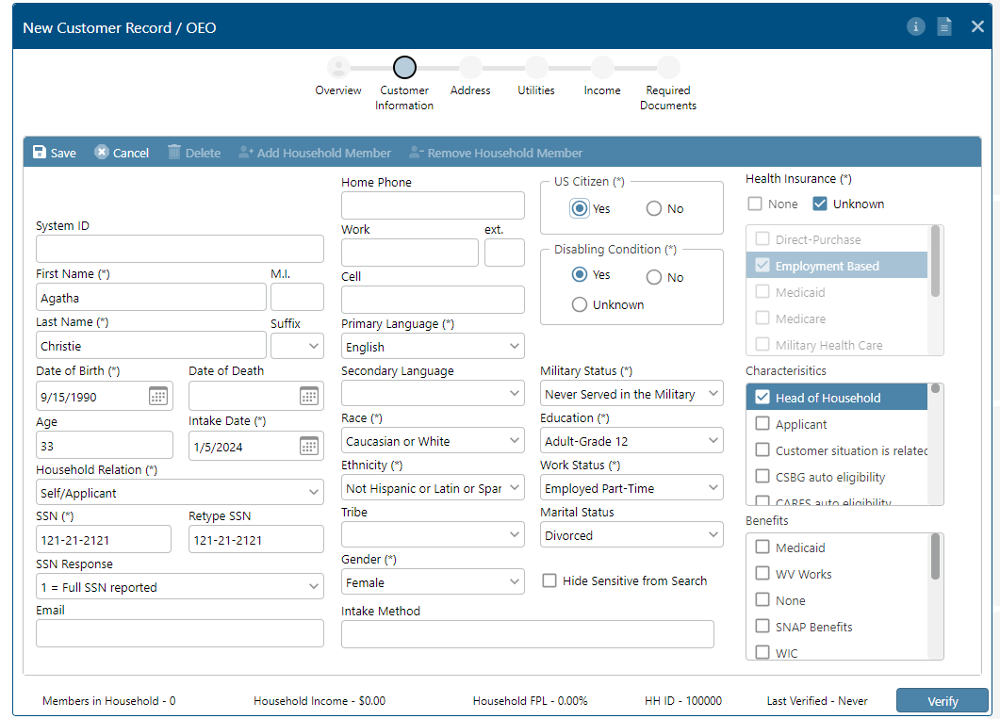 New Customer Record / OEO
Overview
Customer Information
Address
Utilities
Income
Required Documents
Save
Cancel
Delete
Add Household Member
Remove Household Member
System ID
First Name (*)
M.I.
Agatha
Last Name (*)
Suffix
Christie
Date of Birth (*)
Date of Death
9/15/1990
Age
Intake Date (*)
33
1/5/2024
Household Relation (*)
Self/Applicant
SSN (*)
Retype SSN
121-21-2121
121-21-2121
SSN Response
1 = Full SSN reported
Email
Home Phone
Work
ext.
Cell
Primary Language (*)
English
Secondary Language
Race (*)
Caucasian or White
Ethnicity (*)
Not Hispanic or Latin or Spar
Tribe
Gender (*)
Female
Intake Method
US Citizen (*)
Yes
No
Disabling Condition (*)
Yes
No
Unknown
Military Status (*)
Never Served in the Military
Education (*)
Adult-Grade 12
Work Status (*)
Employed Part-Time
Marital Status
Divorced
Hide Sensitive from Search
Health Insurance (*)
None
Unknown
Direct-Purchase
Employment Based
Medicaid
Medicare
Military Health Care
Characterisitics
Head of Household
Applicant
Customer situation is related
CSBG auto eligibility
CARES auto eligibility
Benefits
Medicaid
WV Works
None
SNAP Benefits
WIC
Members in Household - 0
Household Income - $0.00
Household FPL - 0.00%
HH ID - 100000
Last Verified - Never
Verify